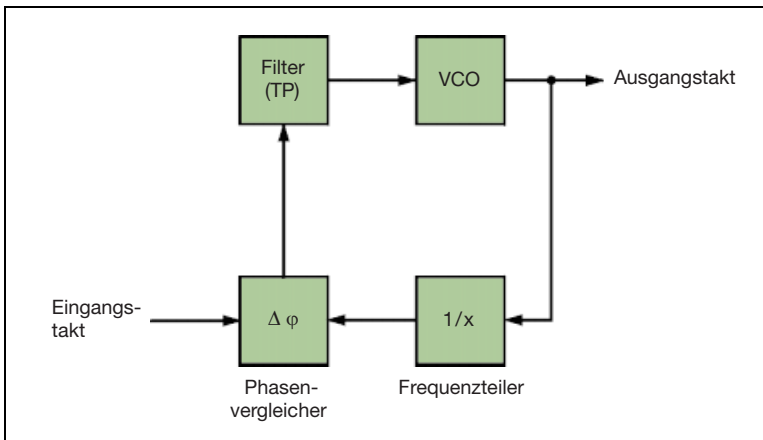 Filter
(TP)
VCO
Ausgangstakt
Eingangs-
takt
Δ φ
1/x
Phasen-
vergleicher
Frequenzteiler